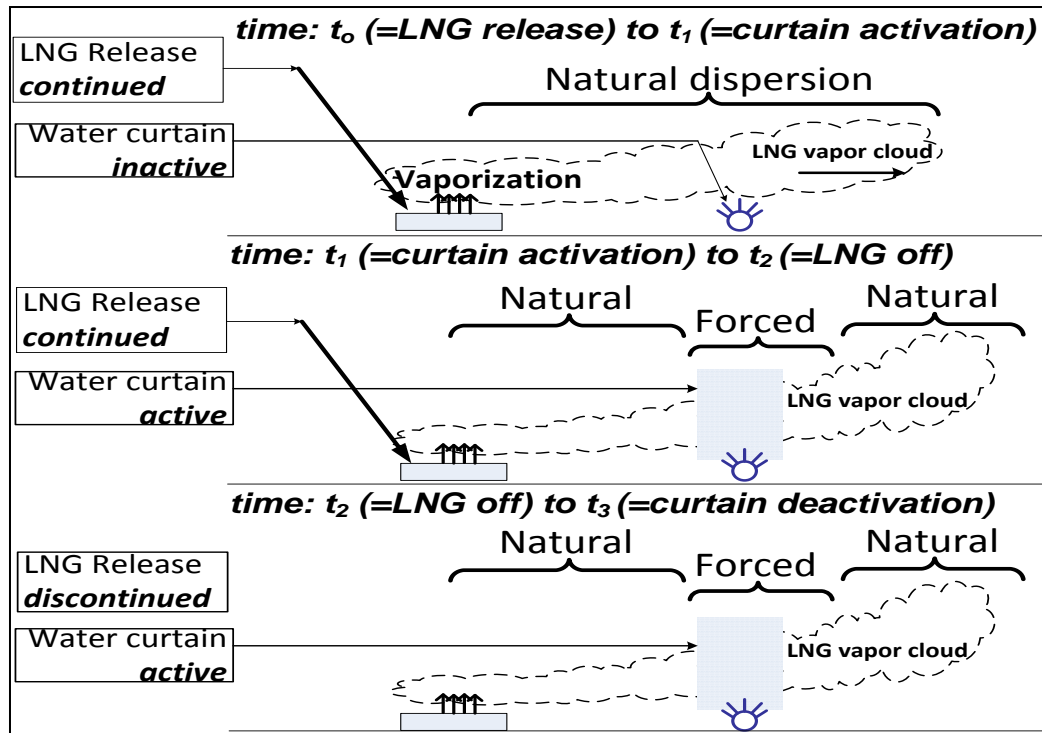 time: to (=LNG release) to t1 (=curtain activation)
LNG Release
continued
Natural dispersion
Water curtain
inactive
LNG vapor cloud
Vaporization
time: t1 (=curtain activation) to t2 (=LNG off)
Natural
Forced
Natural
LNG Release
continued
Water curtain
active
LNG vapor cloud
time: t2 (=LNG off) to t3 (=curtain deactivation)
Natural
Forced
Natural
LNG Release
discontinued
Water curtain
active
LNG vapor cloud